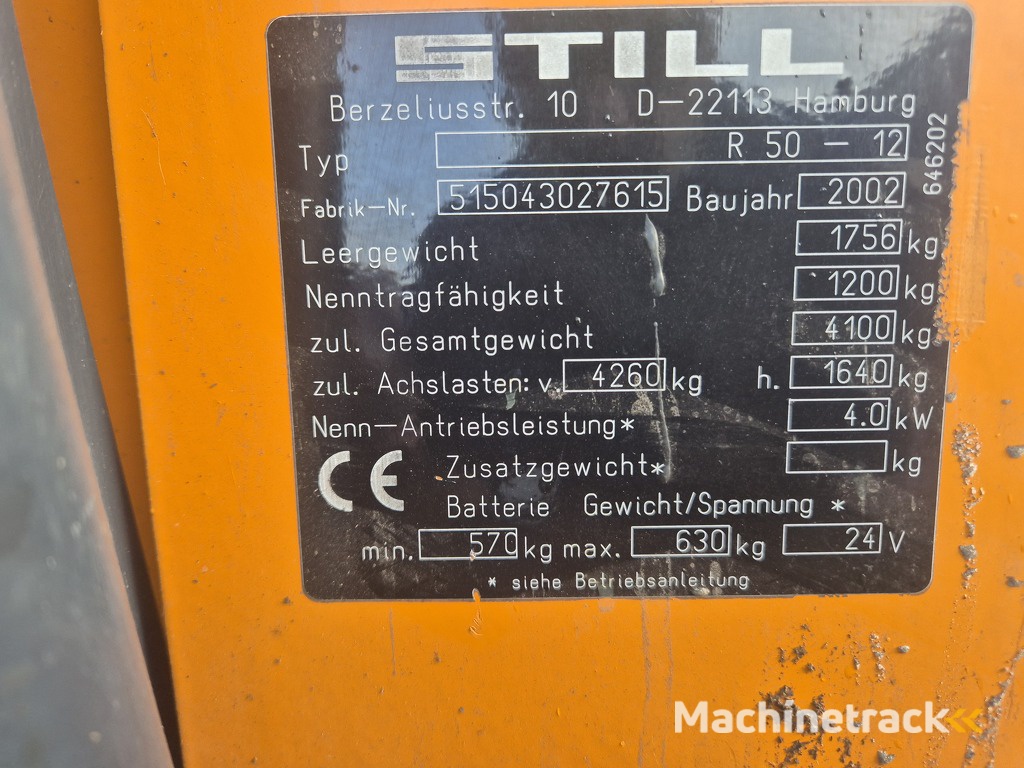 STILL
Berzeliusstr. 10 D-22113 Hamburg
Typ R 50 - 12
646202
Fabrik-Nr. 515043027615 Baujahr 2002
Leergewicht 1756 kg
Nenntragfähigkeit 1200 kg
zul. Gesamtgewicht 4100 kg
zul. Achslasten: v. 4260 kg h. 1640 kg
Nenn-Antriebsleistung* 4.0 kW
CE Zusatzgewicht* kg
Batterie Gewicht/Spannung *
min. 570 kg max. 630 kg 24 V
* siehe Betriebsanleitung
Machinetrack